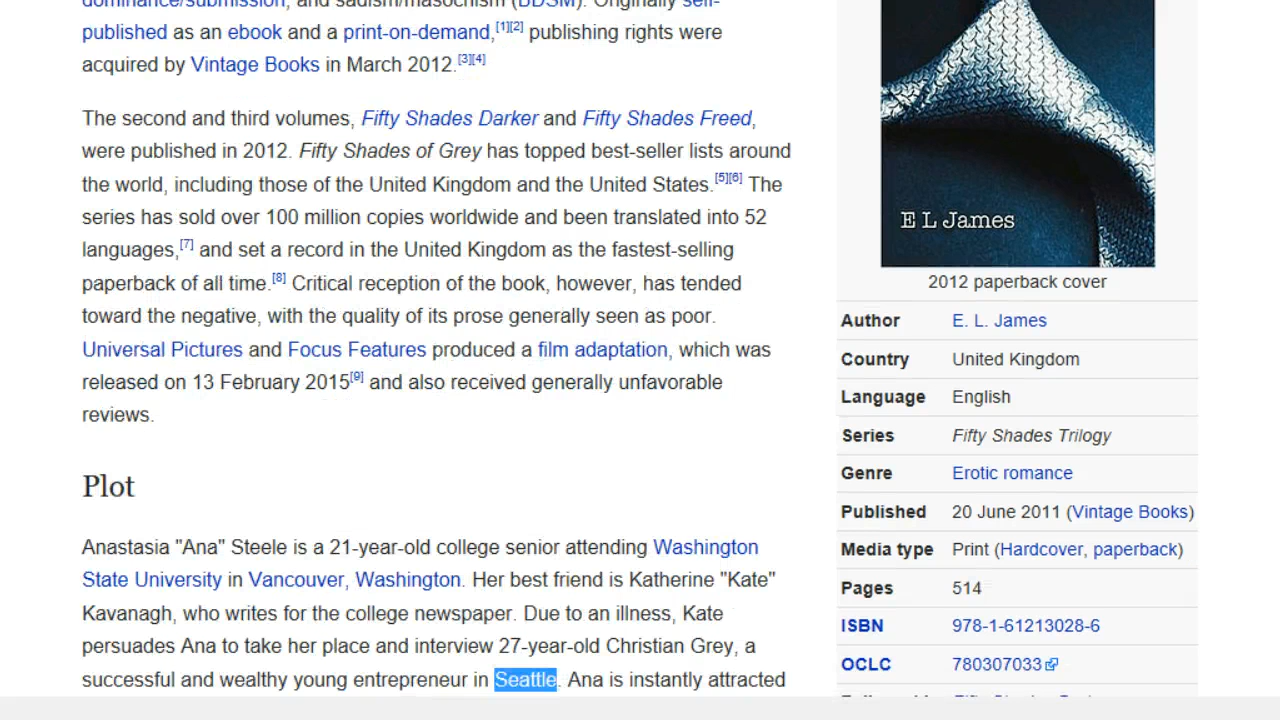 dominance/submission, and sadism/masochism (BDSM). Originally self-
published as an ebook and a print-on-demand,[1][2] publishing rights were
acquired by Vintage Books in March 2012.[3][4]
The second and third volumes, Fifty Shades Darker and Fifty Shades Freed,
were published in 2012. Fifty Shades of Grey has topped best-seller lists around
the world, including those of the United Kingdom and the United States.[5][6] The
series has sold over 100 million copies worldwide and been translated into 52
languages,[7] and set a record in the United Kingdom as the fastest-selling
paperback of all time.[8] Critical reception of the book, however, has tended
toward the negative, with the quality of its prose generally seen as poor.
Universal Pictures and Focus Features produced a film adaptation, which was
released on 13 February 2015[9] and also received generally unfavorable
reviews.
Plot
Anastasia "Ana" Steele is a 21-year-old college senior attending Washington
State University in Vancouver, Washington. Her best friend is Katherine "Kate"
Kavanagh, who writes for the college newspaper. Due to an illness, Kate
persuades Ana to take her place and interview 27-year-old Christian Grey, a
successful and wealthy young entrepreneur in Seattle. Ana is instantly attracted
E L James
2012 paperback cover
Author E. L. James
Country United Kingdom
Language English
Series Fifty Shades Trilogy
Genre Erotic romance
Published 20 June 2011 (Vintage Books)
Media type Print (Hardcover, paperback)
Pages 514
ISBN 978-1-61213028-6
OCLC 780307033